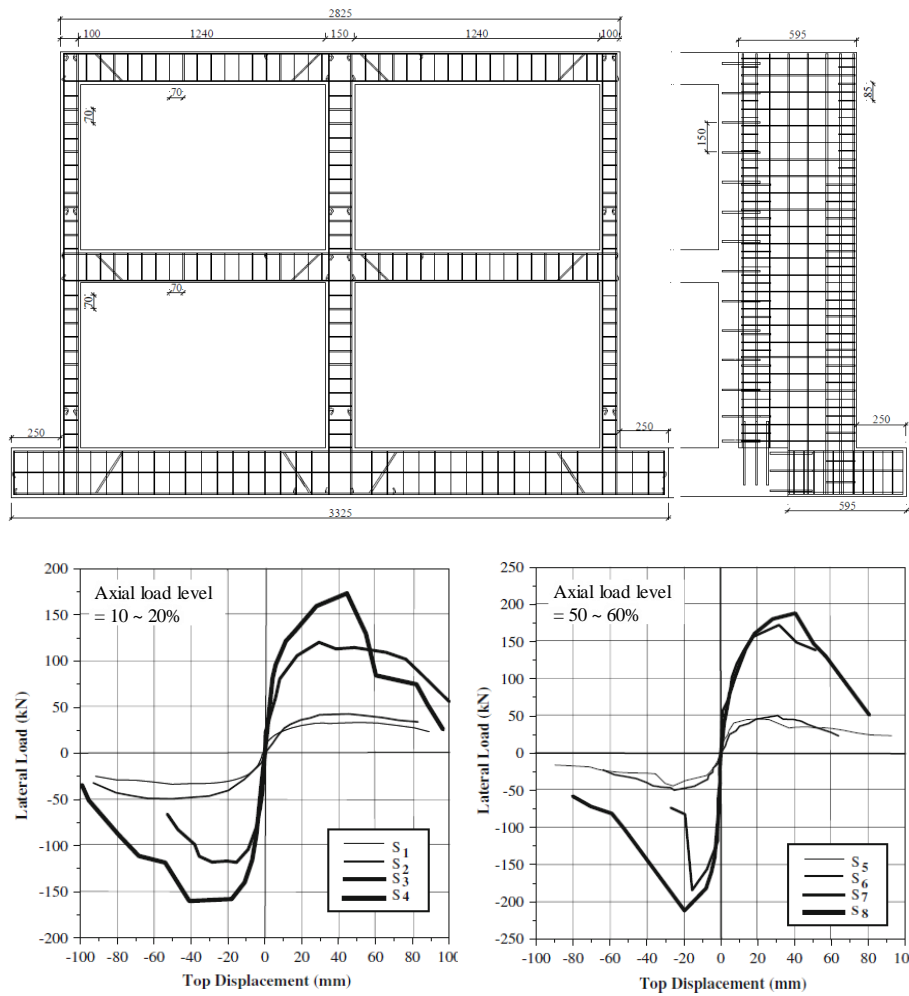 2825
100 1240 150 1240 100
595
70
70
85
150
70
70
250
250
250
3325
595
Axial load level
= 10 ~ 20%
Lateral Load (kN)
200
150
100
50
0
-50
-100
-150
-200
-100 -80 -60 -40 -20 0 20 40 60 80
Top Displacement (mm)
S1
S2
S3
S4
Axial load level
= 50 ~ 60%
Lateral Load (kN)
250
200
150
100
50
0
-50
-100
-150
-200
-250
-100 -80 -60 -40 -20 0 20 40 60 80 100
Top Displacement (mm)
S5
S6
S7
S8